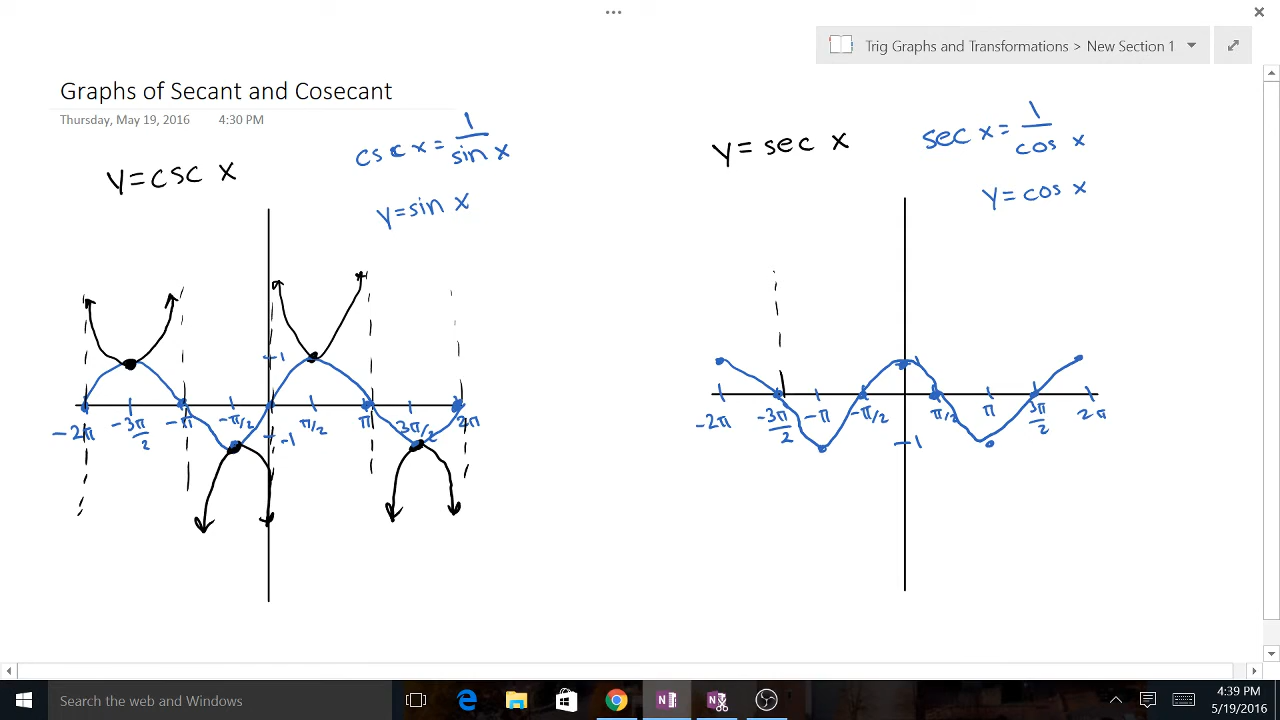 Trig Graphs and Transformations > New Section 1
Graphs of Secant and Cosecant
Thursday, May 19, 2016 4:30 PM
y=csc x
csc x = 1/sin x
y=sin x
1
-1
-2π -3π/2 -π -π/2 π/2 π 3π/2 2π
y=sec x
sec x = 1/cos x
y=cos x
1
-1
-2π -3π/2 -π -π/2 π/2 π 3π/2 2π
Search the web and Windows
4:39 PM
5/19/2016